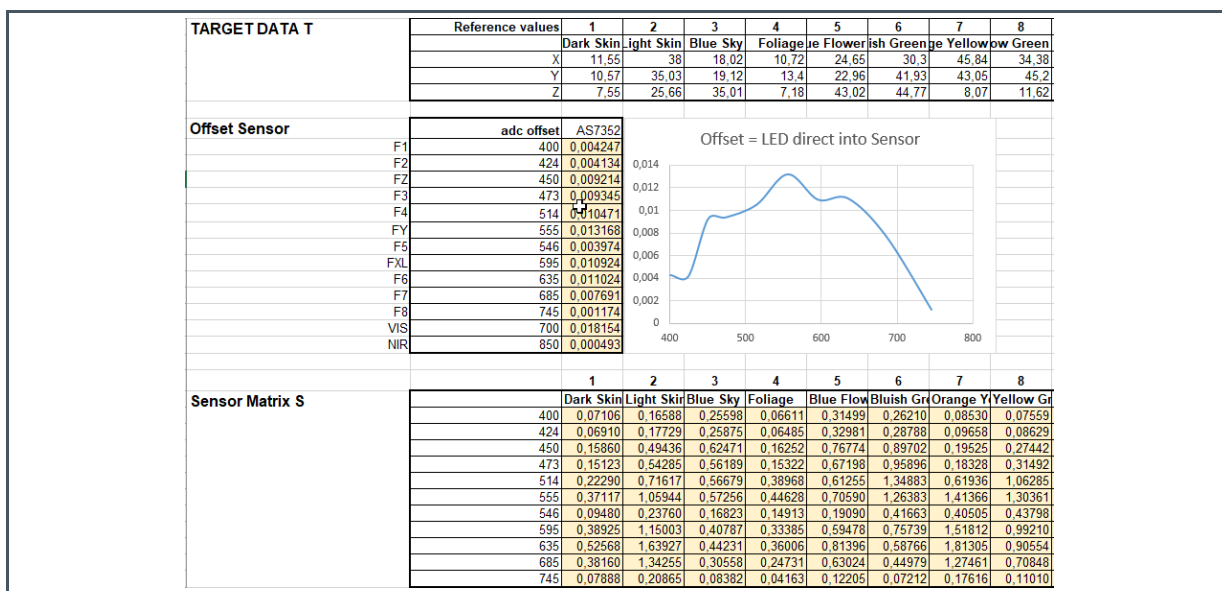 TARGET DATA T Reference values 1 2 3 4 5 6 7 8
Dark Skin Light Skin Blue Sky Foliage ue Flower ish Green ge Yellow ow Green
X 11,55 38 18,02 10,72 24,65 30,3 45,84 34,38
Y 10,57 35,03 19,12 13,4 22,96 41,93 43,05 45,2
Z 7,55 25,66 35,01 7,18 43,02 44,77 8,07 11,62
Offset Sensor adc offset AS7352
F1 400 0,004247
F2 424 0,004134
FZ 450 0,009214
F3 473 0,009345
F4 514 0,010471
FY 555 0,013168
F5 546 0,003974
FXL 595 0,010924
F6 635 0,011024
F7 685 0,007691
F8 745 0,001174
VIS 700 0,018154
NIR 850 0,000493
Offset = LED direct into Sensor
0,014
0,012
0,01
0,008
0,006
0,004
0,002
0
400 500 600 700 800
1 2 3 4 5 6 7 8
Sensor Matrix S Dark Skin Light Skir Blue Sky Foliage Blue Flow Bluish Gre Orange Y Yellow Gr
400 0,07106 0,16588 0,25598 0,06611 0,31499 0,26210 0,08530 0,07559
424 0,06910 0,17729 0,25875 0,06485 0,32981 0,28788 0,09658 0,08629
450 0,15860 0,49436 0,62471 0,16252 0,76774 0,89702 0,19525 0,27442
473 0,15123 0,54285 0,56189 0,15322 0,67198 0,95896 0,18328 0,31492
514 0,22290 0,71617 0,56679 0,38968 0,61255 1,34883 0,61936 1,06285
555 0,37117 1,05944 0,57256 0,44628 0,70590 1,26383 1,41366 1,30361
546 0,09480 0,23760 0,16823 0,14913 0,19090 0,41663 0,40505 0,43798
595 0,38925 1,15003 0,40787 0,33385 0,59478 0,75739 1,51812 0,99210
635 0,52568 1,63927 0,44231 0,36006 0,81396 0,58766 1,81305 0,90554
685 0,38160 1,34255 0,30558 0,24731 0,63024 0,44979 1,27461 0,70848
745 0,07888 0,20865 0,08382 0,04163 0,12205 0,07212 0,17616 0,11010